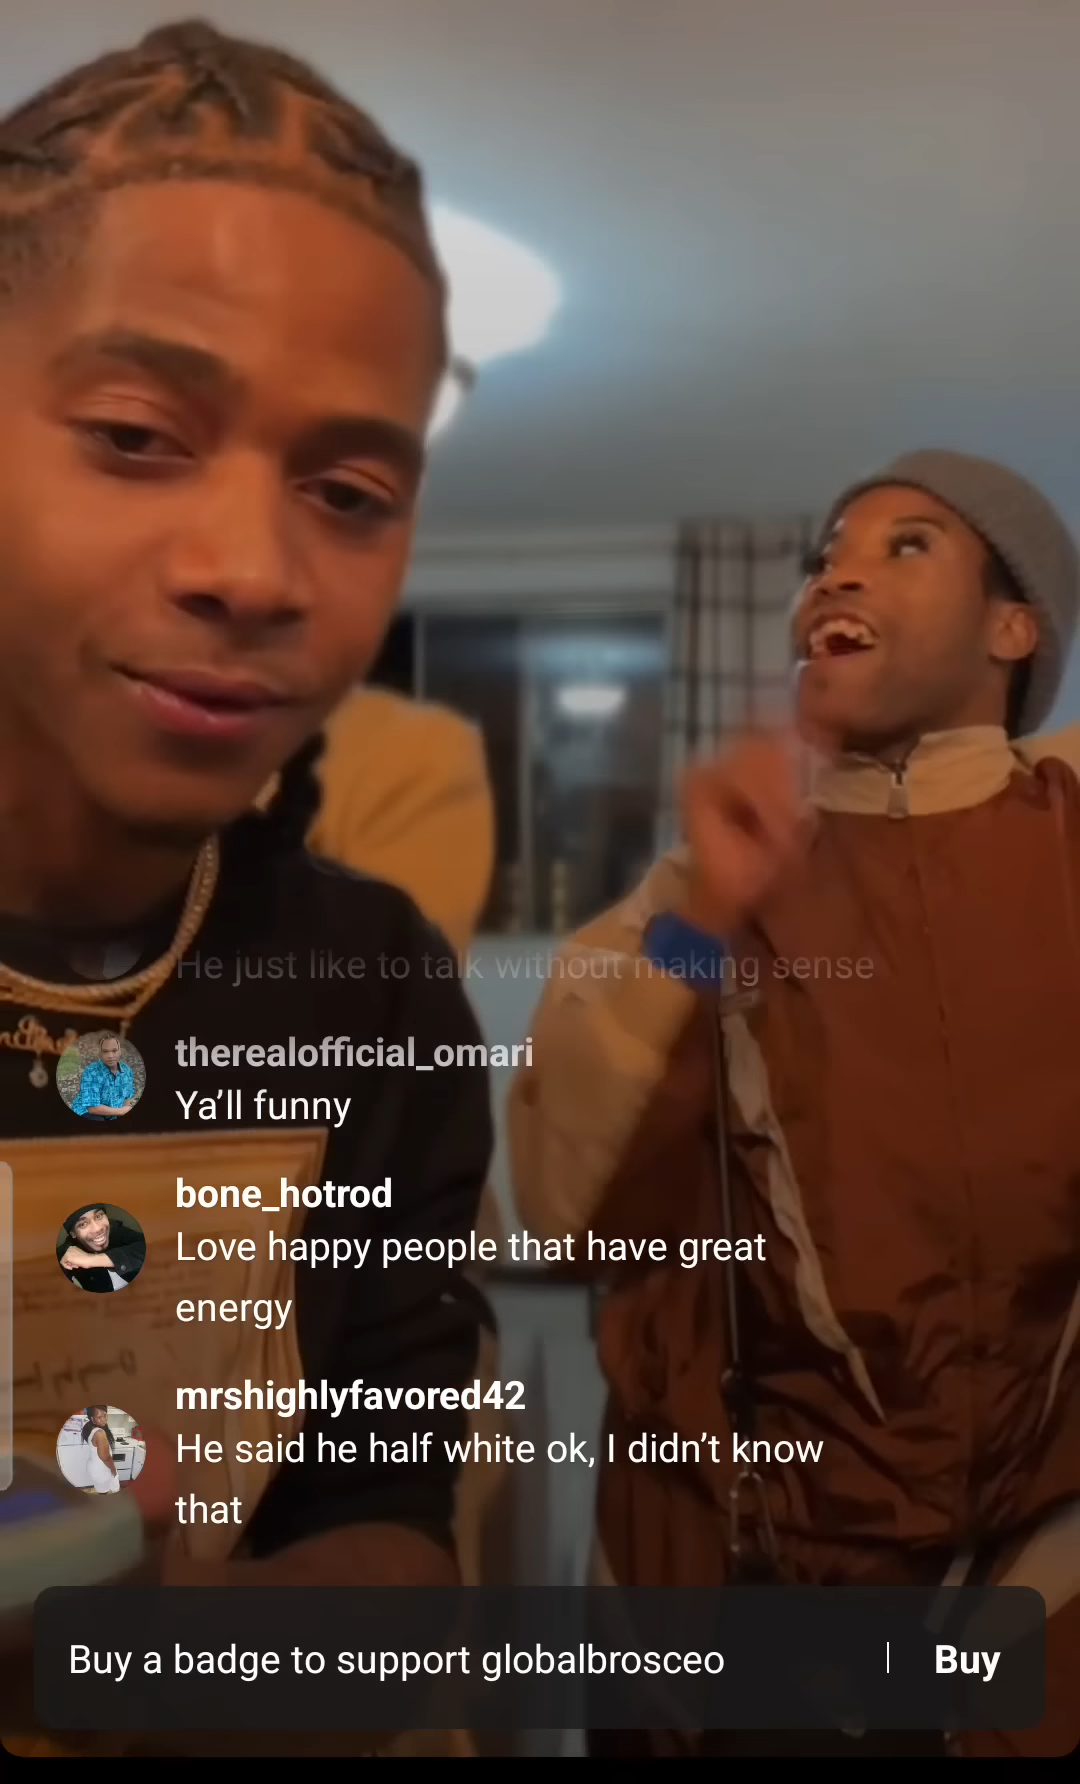 He just like to talk without making sense
therealofficial_omari
Ya’ll funny
bone_hotrod
Love happy people that have great
energy
mrshighlyfavored42
He said he half white ok, I didn’t know
that
Buy a badge to support globalbrosceo | Buy